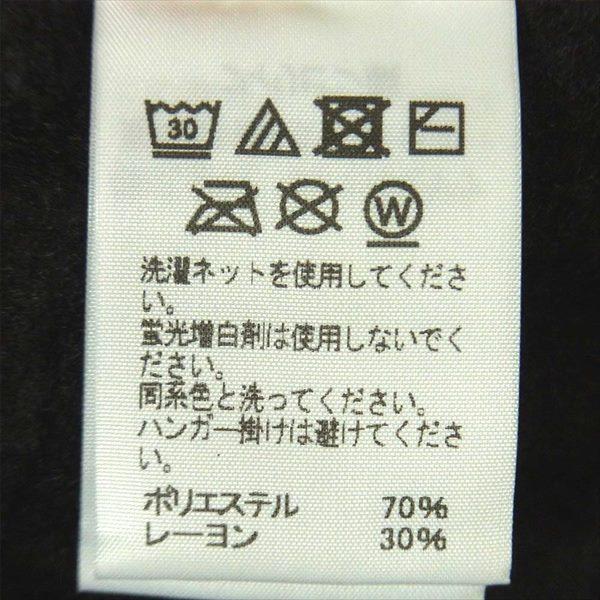 30
W
洗濯ネットを使用してくださ
い。
蛍光増白剤は使用しないでく
ださい。
同系色と洗ってください。
ハンガー掛けは避けてくださ
い。
ポリエステル 70%
レーヨン 30%